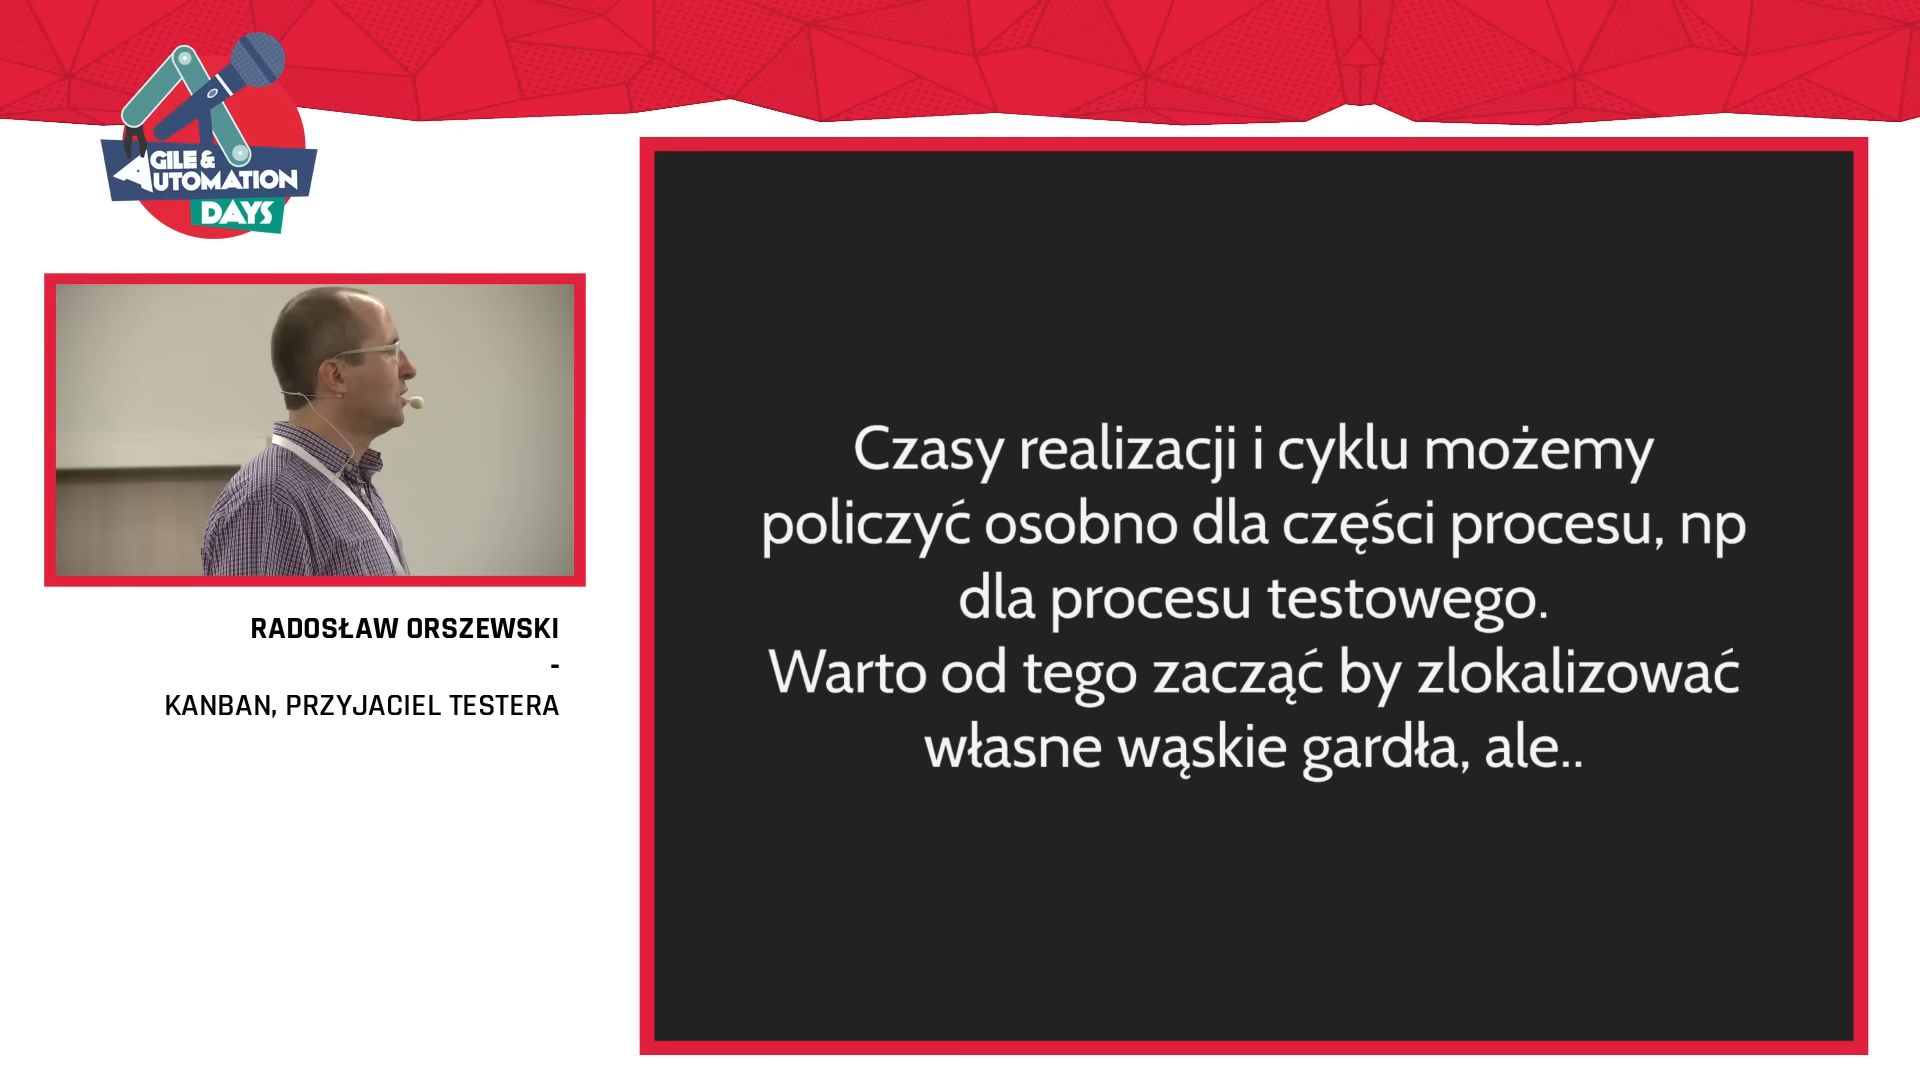 AGILE &
AUTOMATION
DAYS
RADOSŁAW ORSZEWSKI
-
KANBAN, PRZYJACIEL TESTERA
Czasy realizacji i cyklu możemy
policzyć osobno dla części procesu, np
dla procesu testowego.
Warto od tego zacząć by zlokalizować
własne wąskie gardła, ale..